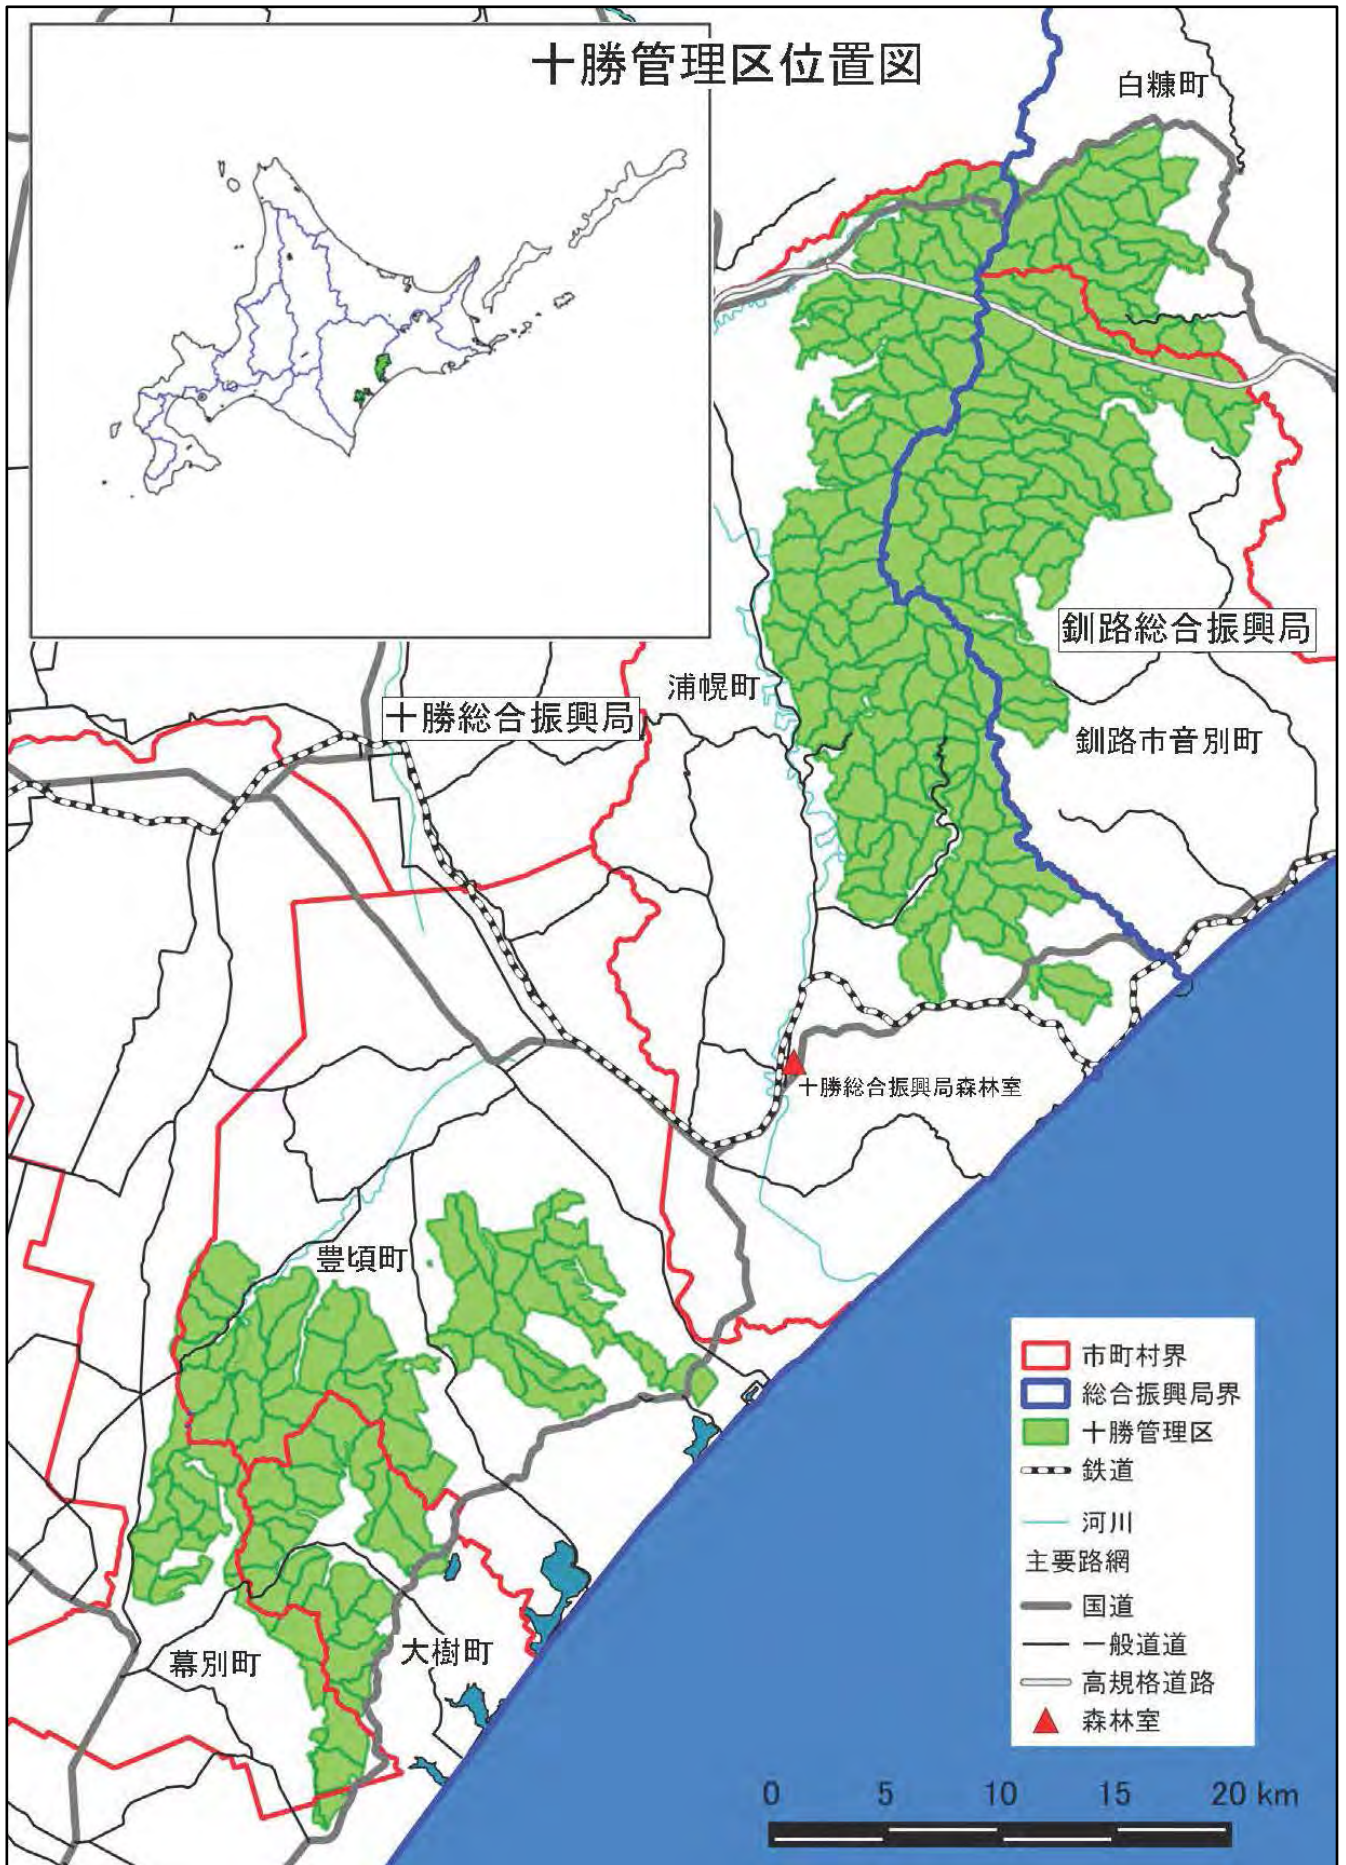 十勝管理区位置図
白糠町
釧路総合振興局
浦幌町
十勝総合振興局
釧路市音別町
十勝総合振興局森林室
豊頃町
幕別町
大樹町
市町村界
総合振興局界
十勝管理区
鉄道
河川
主要路網
国道
一般道道
高規格道路
森林室
0 5 10 15 20 km